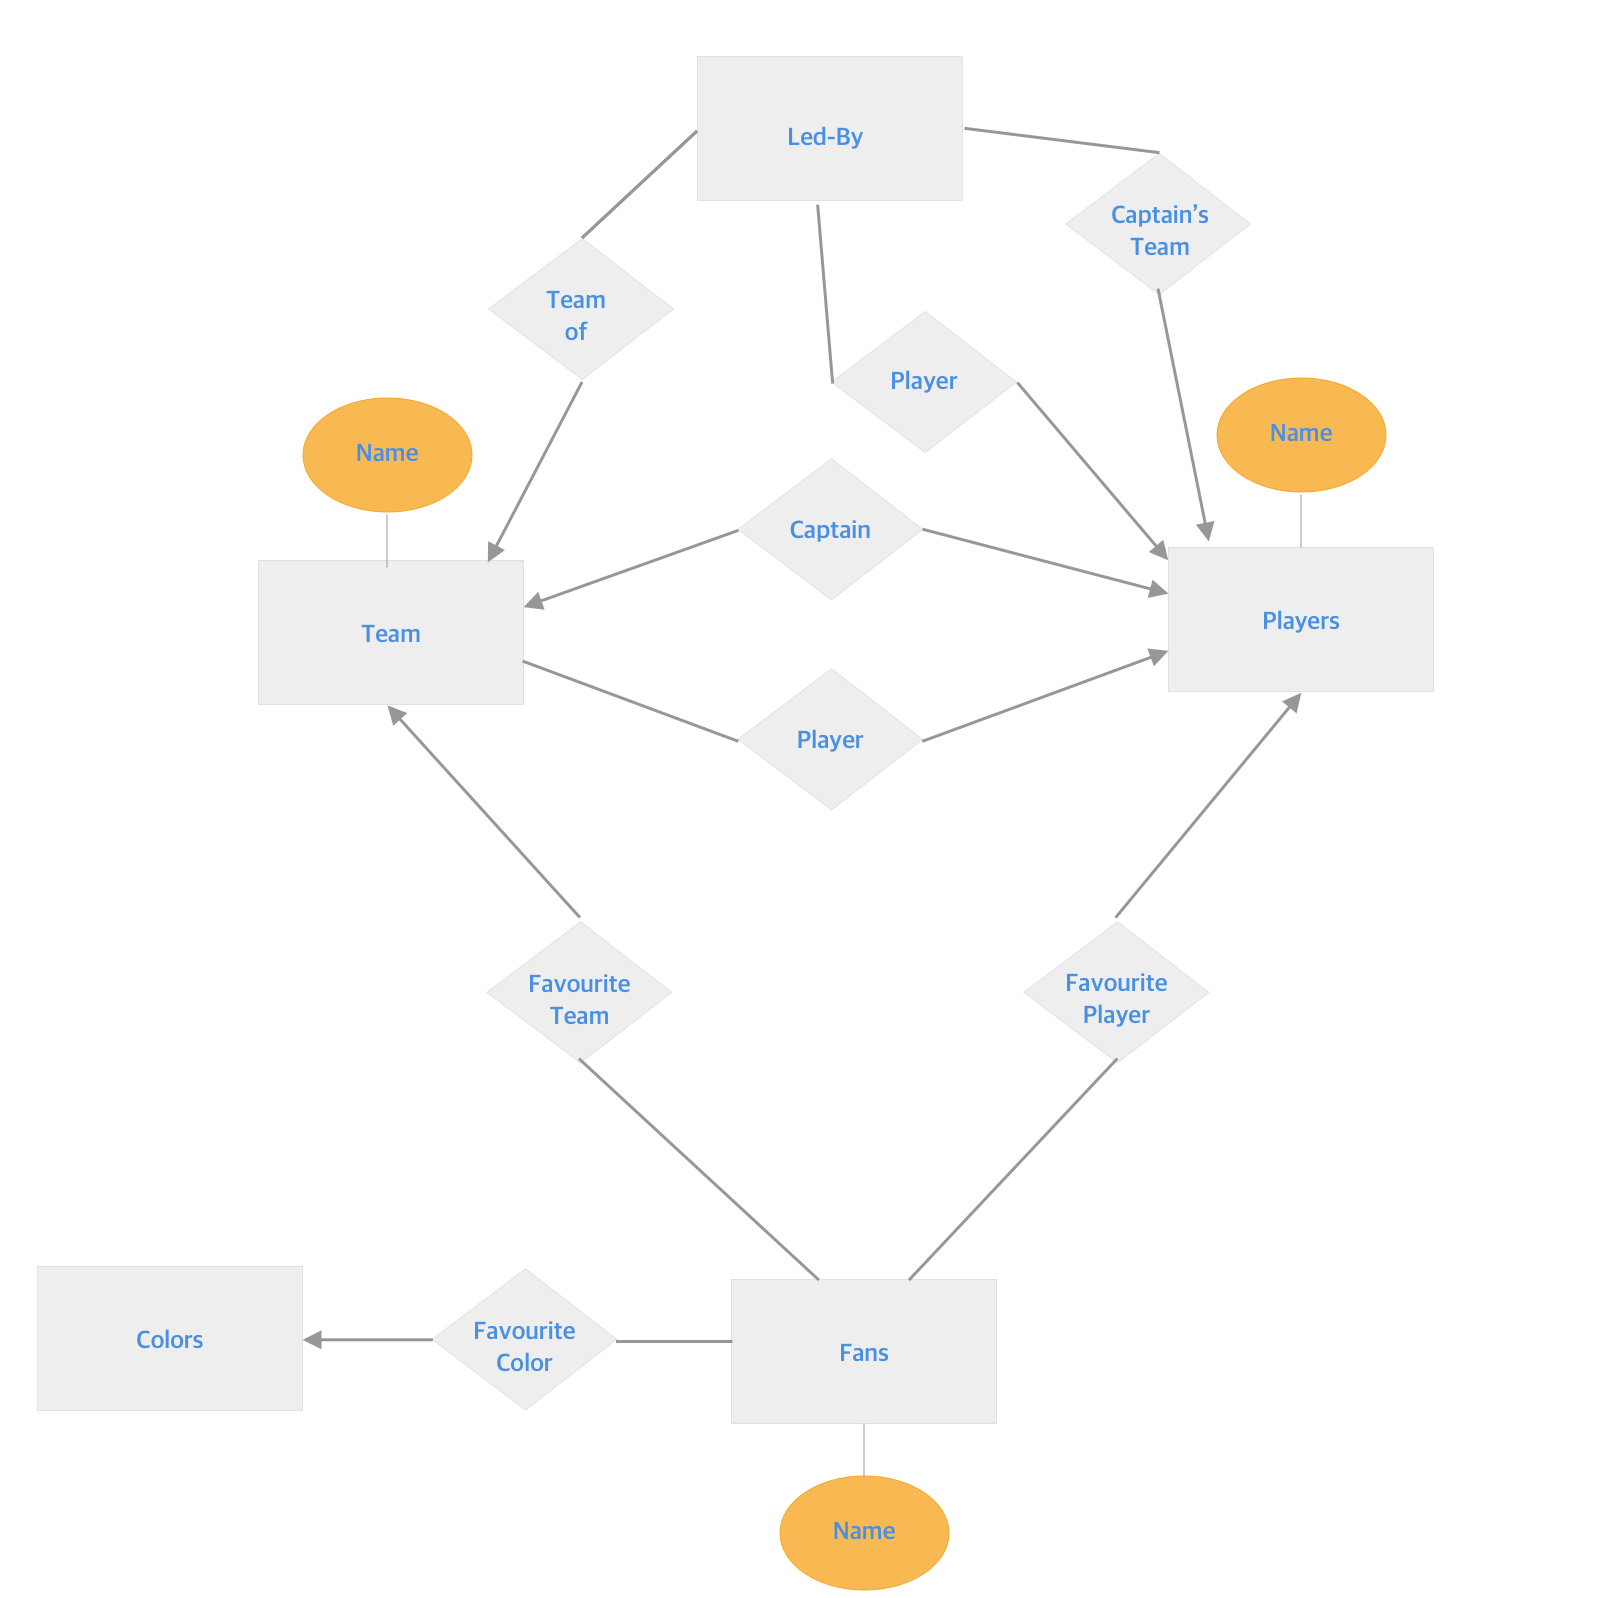 Led-By
Captain’s
Team
Team
of
Player
Name
Name
Captain
Players
Team
Player
Favourite
Team
Favourite
Player
Colors
Favourite
Color
Fans
Name